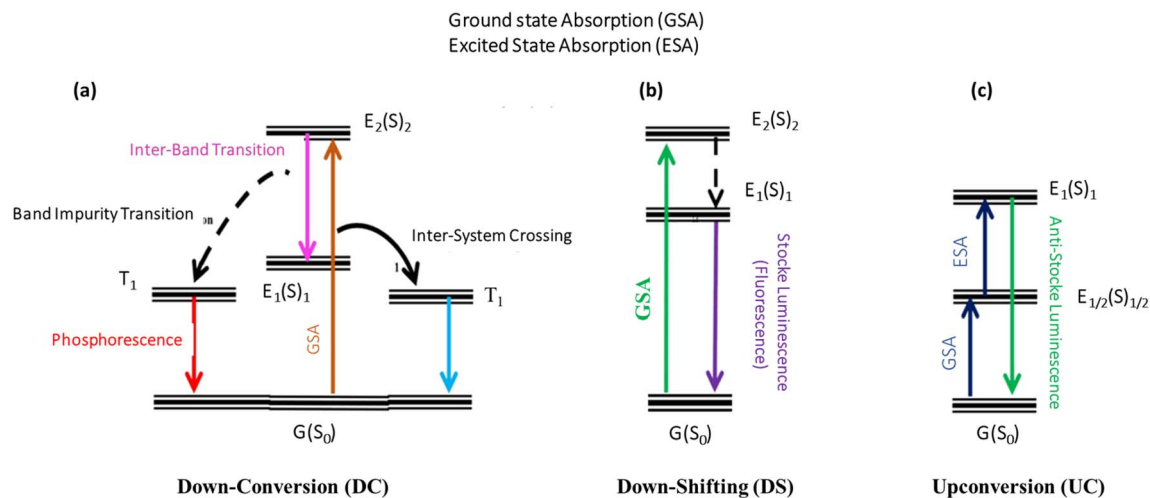 Ground state Absorption (GSA)
Excited State Absorption (ESA)
(a)
E2(S)2
Inter-Band Transition
Band Impurity Transition
on
Inter-System Crossing
1
T1
E1(S)1
T1
Phosphorescence
GSA
G(S0)
Down-Conversion (DC)
(b)
E2(S)2
E1(S)1
GSA
Stocke Luminescence
(Fluorescence)
G(S0)
Down-Shifting (DS)
(c)
E1(S)1
ESA
E1/2(S)1/2
GSA
Anti-Stocke Luminescence
G(S0)
Upconversion (UC)